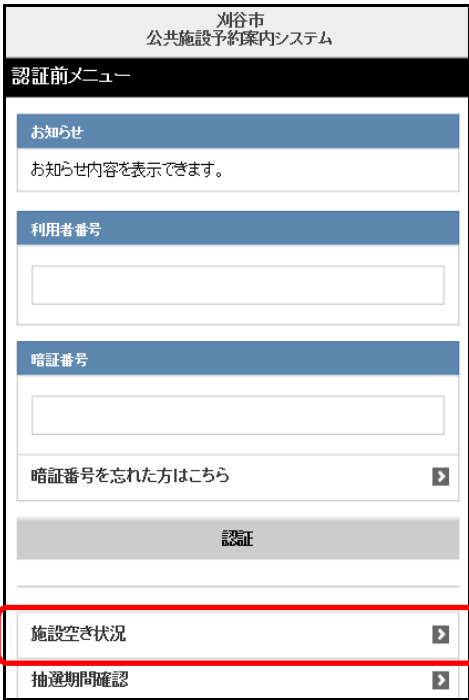 刈谷市
公共施設予約案内システム
認証前メニュー
お知らせ
お知らせ内容を表示できます。
利用者番号
暗証番号
暗証番号を忘れた方はこちら
認証
施設空き状況
抽選期間確認